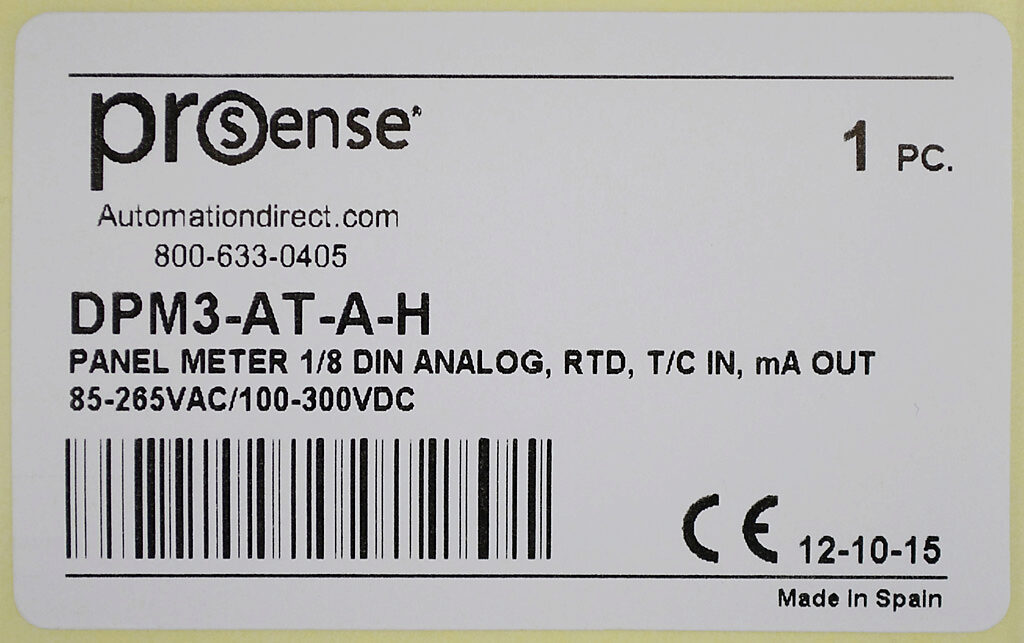 prosense®
1 PC.
Automationdirect.com
800-633-0405
DPM3-AT-A-H
PANEL METER 1/8 DIN ANALOG, RTD, T/C IN, mA OUT
85-265VAC/100-300VDC
CE 12-10-15
Made in Spain